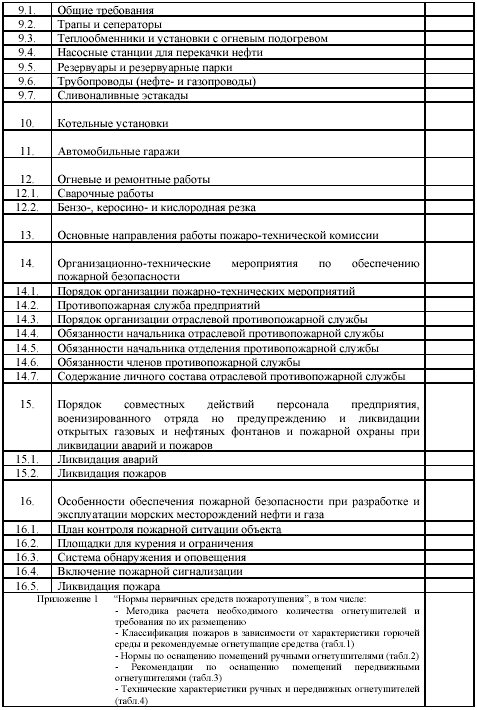 9.1. Общие требования
9.2. Трапы и сеператоры
9.3. Теплообменники и установки с огневым подогревом
9.4. Насосные станции для перекачки нефти
9.5. Резервуары и резервуарные парки
9.6. Трубопроводы (нефте- и газопроводы)
9.7. Сливоналивные эстакады
10. Котельные установки
11. Автомобильные гаражи
12. Огневые и ремонтные работы
12.1. Сварочные работы
12.2. Бензо-, керосино- и кислородная резка
13. Основные направления работы пожаро-технической комиссии
14. Организационно-технические мероприятия по обеспечению
пожарной безопасности
14.1. Порядок организации пожарно-технических мероприятий
14.2. Противопожарная служба предприятий
14.3. Порядок организации отраслевой противопожарной службы
14.4. Обязанности начальника отраслевой противопожарной службы
14.5. Обязанности начальника отделения противопожарной службы
14.6. Обязанности членов противопожарной службы
14.7. Содержание личного состава отраслевой противопожарной службы
15. Порядок совместных действий персонала предприятия,
военизированного отряда но предупреждению и ликвидации
открытых газовых и нефтяных фонтанов и пожарной охраны при
ликвидации аварий и пожаров
15.1. Ликвидация аварий
15.2. Ликвидация пожаров
16. Особенности обеспечения пожарной безопасности при разработке и
эксплуатации морских месторождений нефти и газа
16.1. План контроля пожарной ситуации объекта
16.2. Площадки для курения и ограничения
16.3. Система обнаружения и оповещения
16.4. Включение пожарной сигнализации
16.5. Ликвидация пожара
Приложение 1 “Нормы первичных средств пожаротушения”, в том числе:
- Методика расчета необходимого количества огнетушителей и
требования по их размещению
- Классификация пожаров в зависимости от характеристики горючей
среды и рекомендуемые огнетушащие средства (табл.1)
- Нормы по оснащению помещений ручными огнетушителями (табл.2)
- Рекомендации по оснащению помещений передвижными
огнетушителями (табл.3)
- Технические характеристики ручных и передвижных огнетушителей
(табл.4)